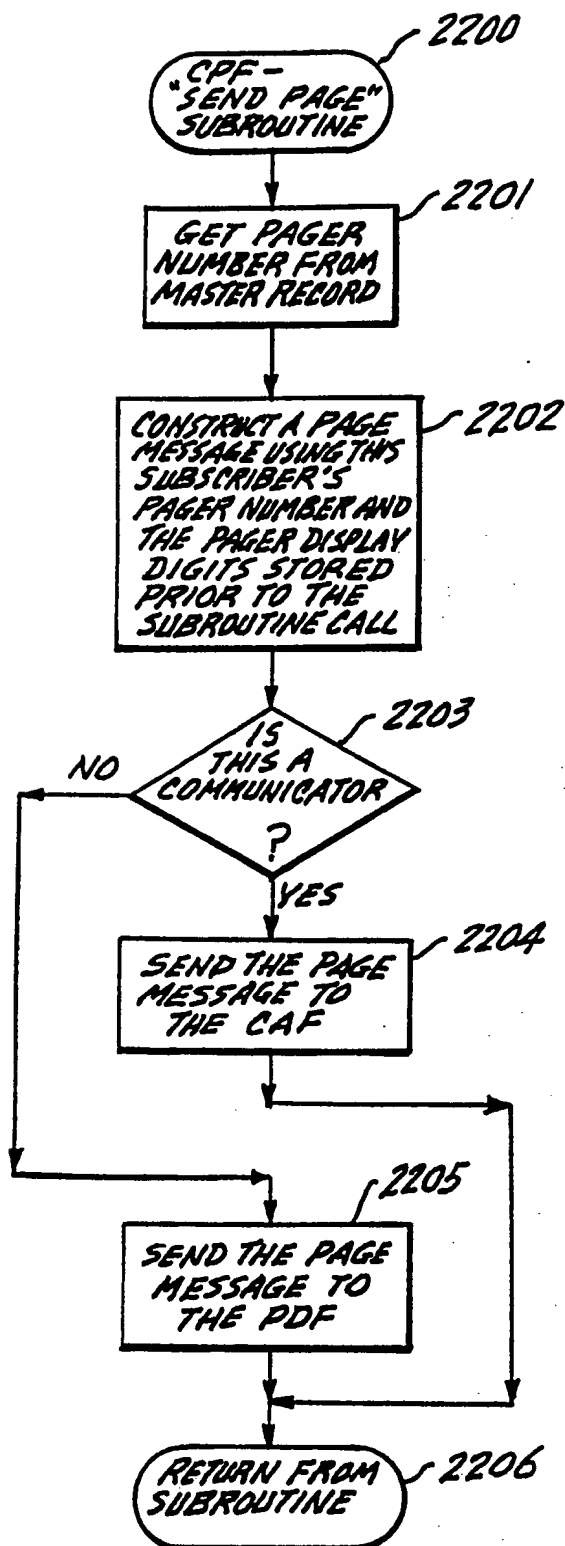 2200
CPF-
"SEND PAGE"
SUBROUTINE
2201
GET PAGER
NUMBER FROM
MASTER RECORD
2202
CONSTRUCT A PAGE
MESSAGE USING THIS
SUBSCRIBER'S
PAGER NUMBER AND
THE PAGER DISPLAY
DIGITS STORED
PRIOR TO THE
SUBROUTINE CALL
2203
IS
THIS A
COMMUNICATOR
?
NO
YES
2204
SEND THE PAGE
MESSAGE TO
THE CAF
2205
SEND THE PAGE
MESSAGE TO
THE PDF
2206
RETURN FROM
SUBROUTINE